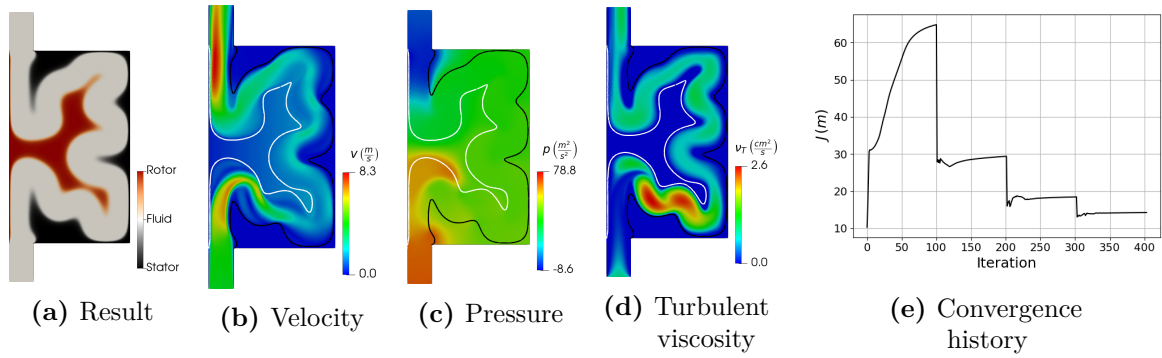 Rotor
Fluid
Stator
v (m/s)
8.3
0.0
p (m²/s²)
78.8
-8.6
ν_T (cm²/s)
2.6
0.0
J (m)
60
50
40
30
20
10
0 50 100 150 200 250 300 350 400
Iteration
(a) Result
(b) Velocity
(c) Pressure
(d) Turbulent
viscosity
(e) Convergence
history